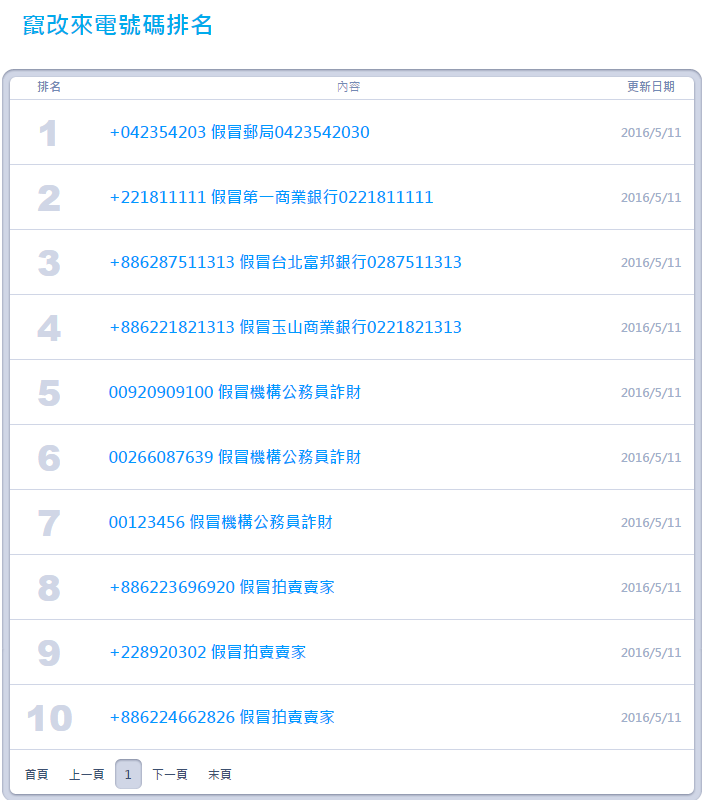 竄改來電號碼排名
排名 內容 更新日期
1 +042354203 假冒郵局0423542030 2016/5/11
2 +221811111 假冒第一商業銀行0221811111 2016/5/11
3 +886287511313 假冒台北富邦銀行0287511313 2016/5/11
4 +886221821313 假冒玉山商業銀行0221821313 2016/5/11
5 00920909100 假冒機構公務員詐財 2016/5/11
6 00266087639 假冒機構公務員詐財 2016/5/11
7 00123456 假冒機構公務員詐財 2016/5/11
8 +886223696920 假冒拍賣賣家 2016/5/11
9 +228920302 假冒拍賣賣家 2016/5/11
10 +886224662826 假冒拍賣賣家 2016/5/11
首頁 上一頁 1 下一頁 末頁